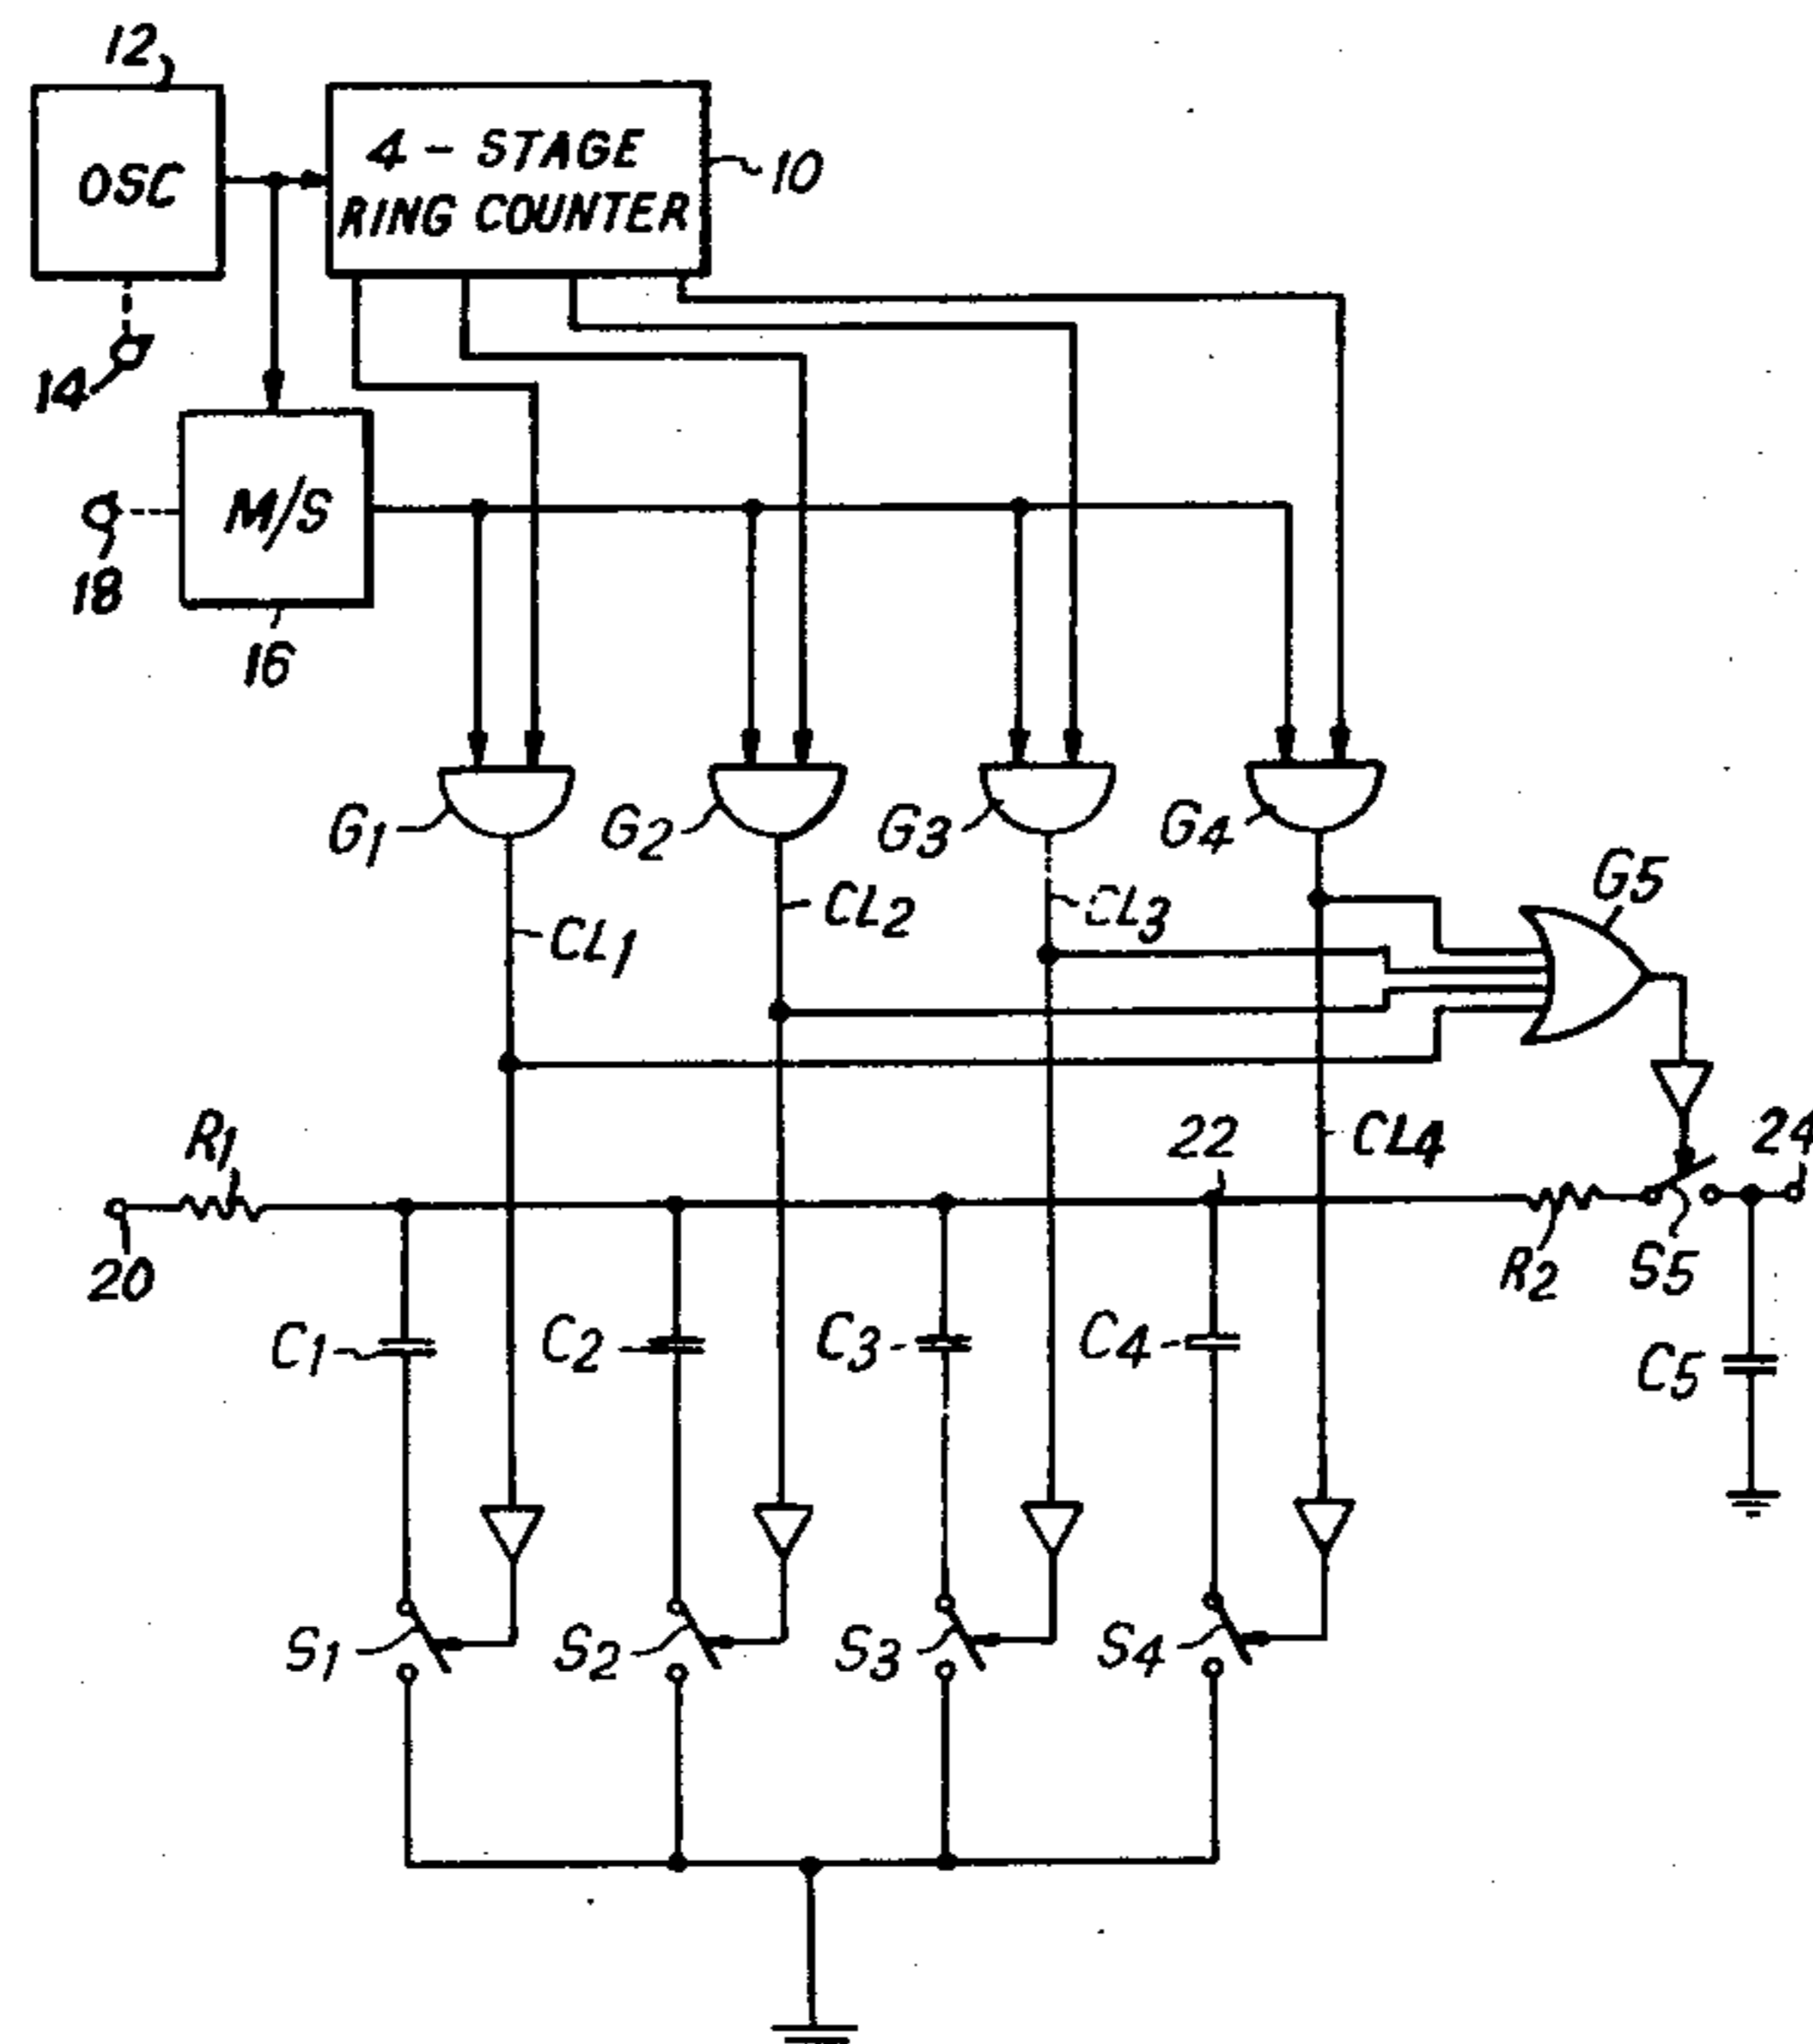 12
OSC
4 - STAGE
RING COUNTER
10
14
M/S
18
16
G1
G2
G3
G4
G5
CL1
CL2
CL3
CL4
R1
22
24
20
R2
S5
C1
C2
C3
C4
C5
S1
S2
S3
S4